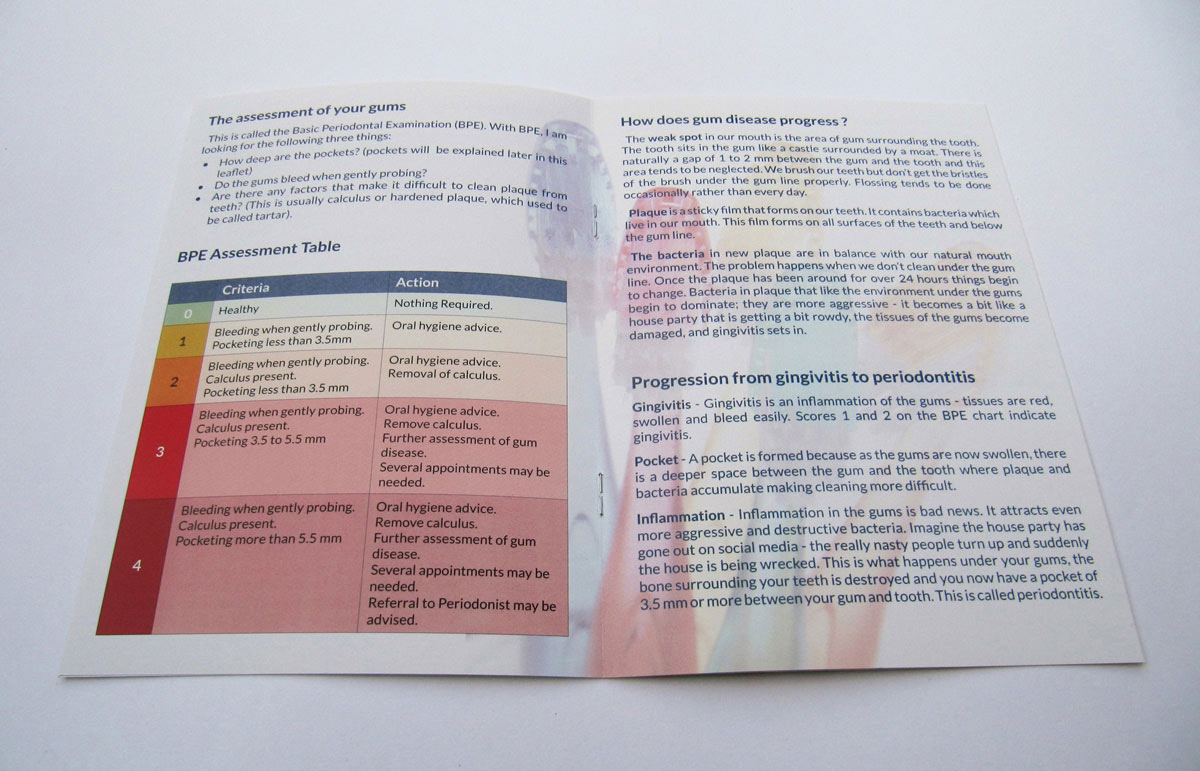 The assessment of your gums
This is called the Basic Periodontal Examination (BPE). With BPE, I am
looking for the following three things:
• How deep are the pockets? (pockets will be explained later in this
leaflet)
• Do the gums bleed when gently probing?
• Are there any factors that make it difficult to clean plaque from
teeth? (This is usually calculus or hardened plaque, which used to
be called tartar).
BPE Assessment Table
Criteria Action
0 Healthy Nothing Required.
1 Bleeding when gently probing. Oral hygiene advice.
Pocketing less than 3.5mm
2 Bleeding when gently probing. Oral hygiene advice.
Calculus present. Removal of calculus.
Pocketing less than 3.5 mm
3 Bleeding when gently probing. Oral hygiene advice.
Calculus present. Remove calculus.
Pocketing 3.5 to 5.5 mm Further assessment of gum
disease.
Several appointments may be
needed.
4 Bleeding when gently probing. Oral hygiene advice.
Calculus present. Remove calculus.
Pocketing more than 5.5 mm Further assessment of gum
disease.
Several appointments may be
needed.
Referral to Periodonist may be
advised.
How does gum disease progress ?
The weak spot in our mouth is the area of gum surrounding the tooth.
The tooth sits in the gum like a castle surrounded by a moat. There is
naturally a gap of 1 to 2 mm between the gum and the tooth and this
area tends to be neglected. We brush our teeth but don't get the bristles
of the brush under the gum line properly. Flossing tends to be done
occasionally rather than every day.
Plaque is a sticky film that forms on our teeth. It contains bacteria which
live in our mouth. This film forms on all surfaces of the teeth and below
the gum line.
The bacteria in new plaque are in balance with our natural mouth
environment. The problem happens when we don't clean under the gum
line. Once the plaque has been around for over 24 hours things begin
to change. Bacteria in plaque that like the environment under the gums
begin to dominate; they are more aggressive - it becomes a bit like a
house party that is getting a bit rowdy, the tissues of the gums become
damaged, and gingivitis sets in.
Progression from gingivitis to periodontitis
Gingivitis - Gingivitis is an inflammation of the gums - tissues are red,
swollen and bleed easily. Scores 1 and 2 on the BPE chart indicate
gingivitis.
Pocket - A pocket is formed because as the gums are now swollen, there
is a deeper space between the gum and the tooth where plaque and
bacteria accumulate making cleaning more difficult.
Inflammation - Inflammation in the gums is bad news. It attracts even
more aggressive and destructive bacteria. Imagine the house party has
gone out on social media - the really nasty people turn up and suddenly
the house is being wrecked. This is what happens under your gums, the
bone surrounding your teeth is destroyed and you now have a pocket of
3.5 mm or more between your gum and tooth. This is called periodontitis.